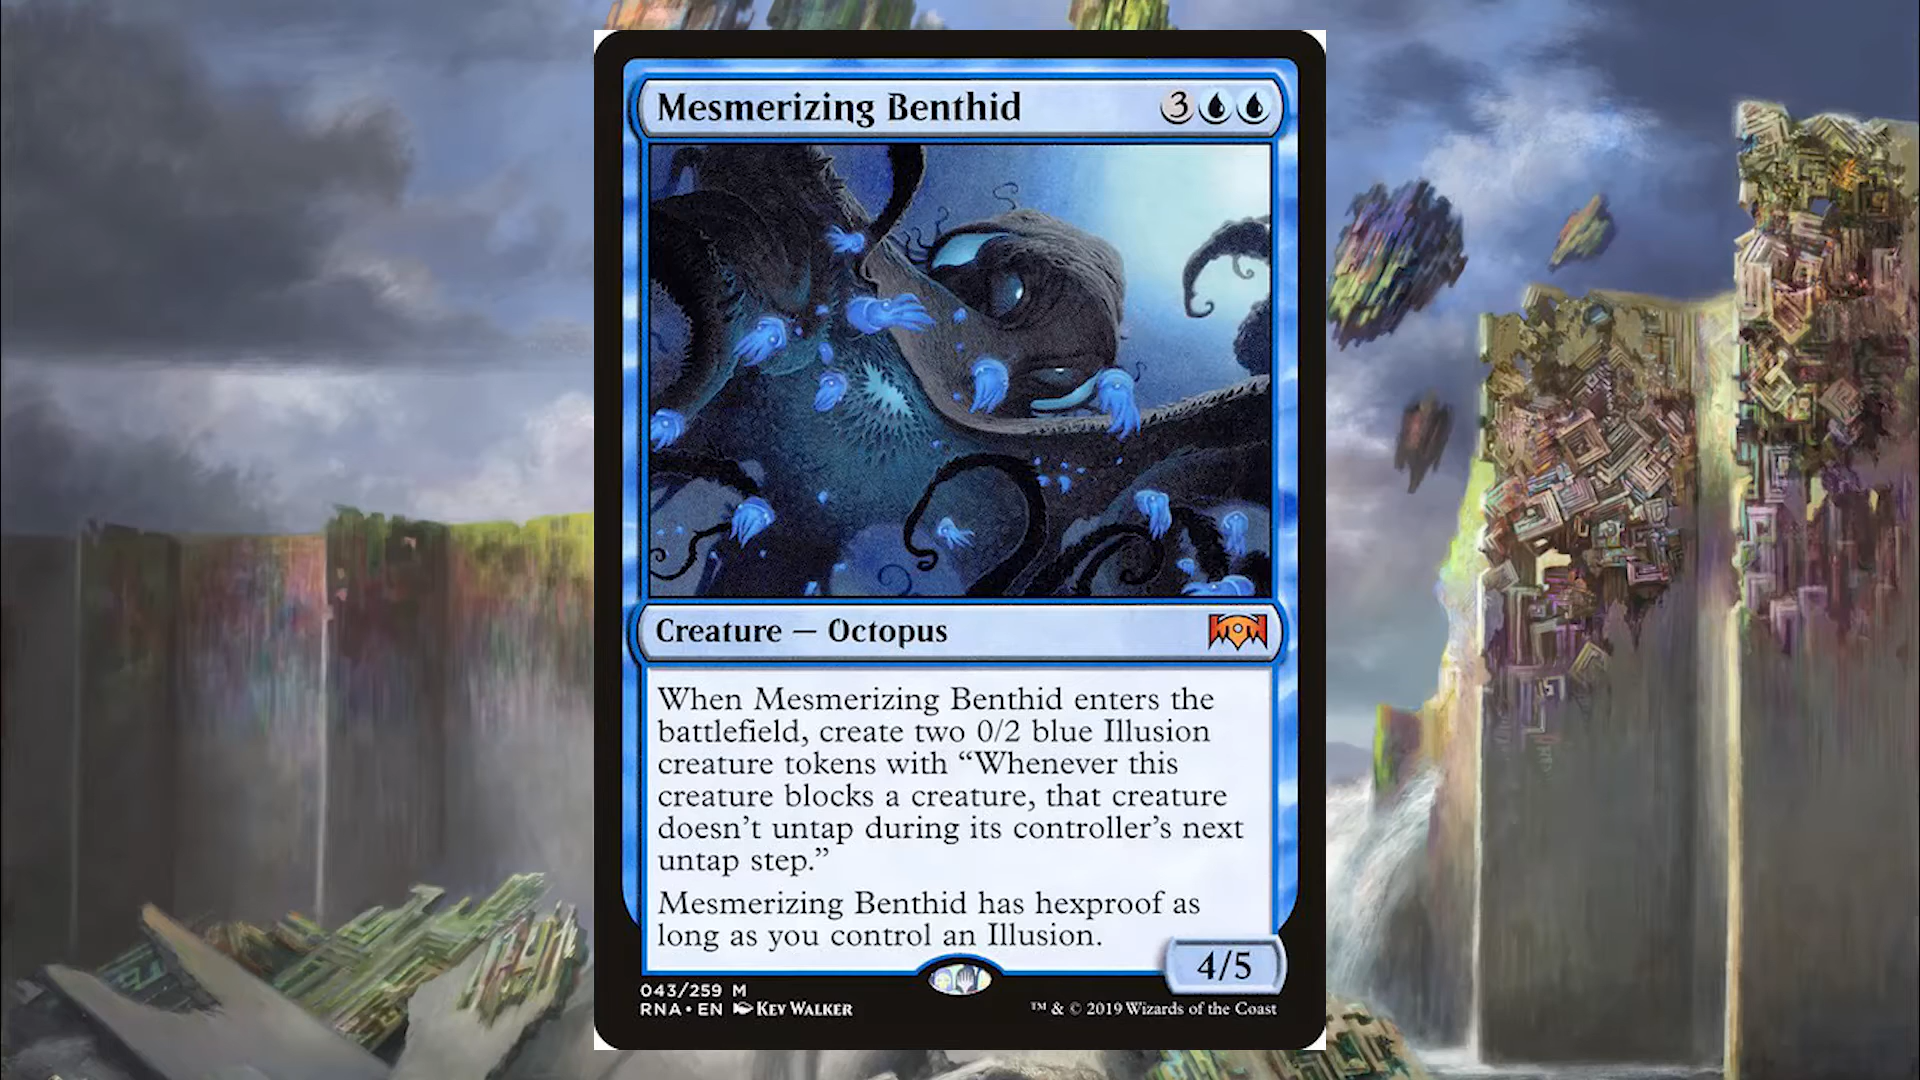 Mesmerizing Benthid 3
Creature — Octopus
When Mesmerizing Benthid enters the
battlefield, create two 0/2 blue Illusion
creature tokens with “Whenever this
creature blocks a creature, that creature
doesn’t untap during its controller’s next
untap step.”
Mesmerizing Benthid has hexproof as
long as you control an Illusion.
4/5
043/259 M
RNA • EN Kev Walker
™ & © 2019 Wizards of the Coast